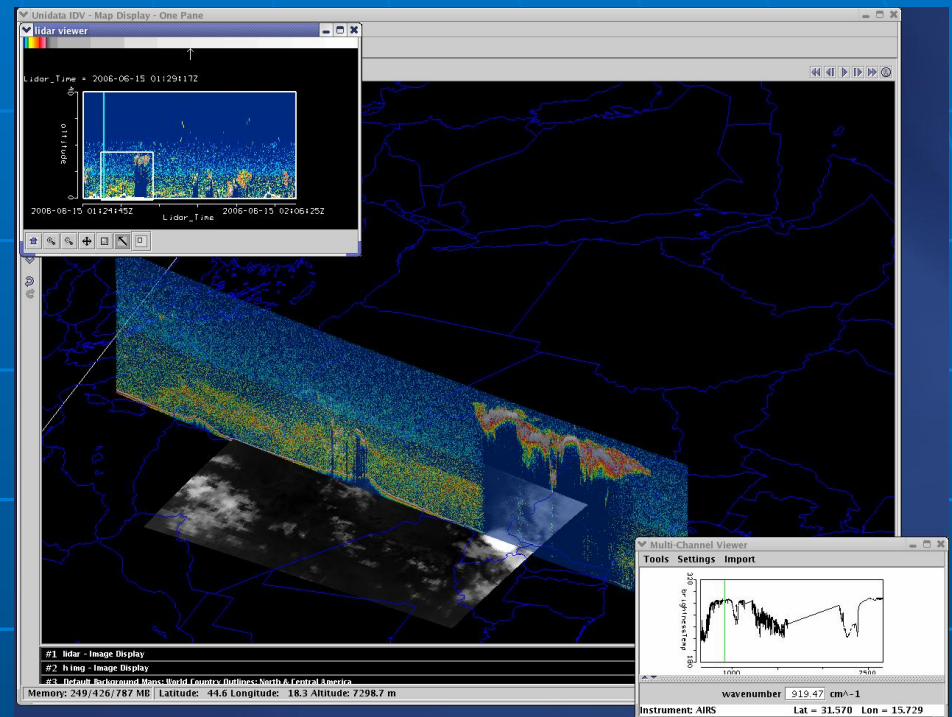 Unidata IDV - Map Display - One Pane
lidar viewer
Lidar_Time = 2006-06-15 01:29:17Z
40
altitude
0
2006-06-15 01:24:45Z
2006-06-15 02:06:25Z
Lidar_Time
#1 lidar - Image Display
#2 h img - Image Display
#3 Default Background Maps: World Country Outlines: North & Central America
Memory: 249/426/787 MB
Latitude: 44.6 Longitude: 18.3 Altitude: 7298.7 m
Multi-Channel Viewer
Tools Settings Import
320
brightnessTemp
180
1000
2500
wavenumber 919.47 cm^-1
Instrument: AIRS
Lat = 31.570 Lon = 15.729